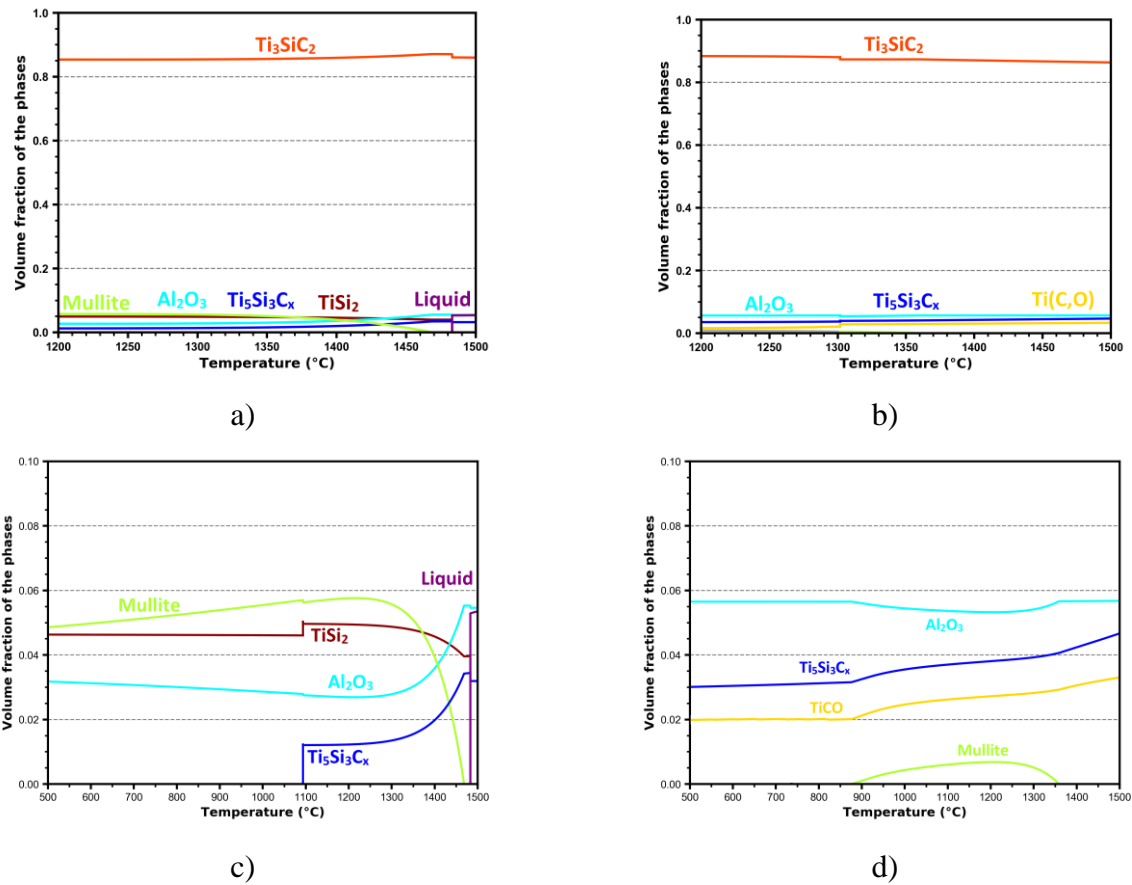 1.0
0.8
0.6
0.4
0.2
0.0
Volume fraction of the phases
Ti₃SiC₂
Mullite
Al₂O₃
Ti₅Si₃Cₓ
TiSi₂
Liquid
1200 1250 1300 1350 1400 1450 1500
Temperature (°C)
a)
1.0
0.8
0.6
0.4
0.2
0.0
Volume fraction of the phases
Ti₃SiC₂
Al₂O₃
Ti₅Si₃Cₓ
Ti(C,O)
1200 1250 1300 1350 1400 1450 1500
Temperature (°C)
b)
0.10
0.08
0.06
0.04
0.02
0.00
Volume fraction of the phases
Liquid
Mullite
TiSi₂
Al₂O₃
Ti₅Si₃Cₓ
500 600 700 800 900 1000 1100 1200 1300 1400 1500
Temperature (°C)
c)
0.10
0.08
0.06
0.04
0.02
0.00
Volume fraction of the phases
Al₂O₃
Ti₅Si₃Cₓ
TiCO
Mullite
500 600 700 800 900 1000 1100 1200 1300 1400 1500
Temperature (°C)
d)